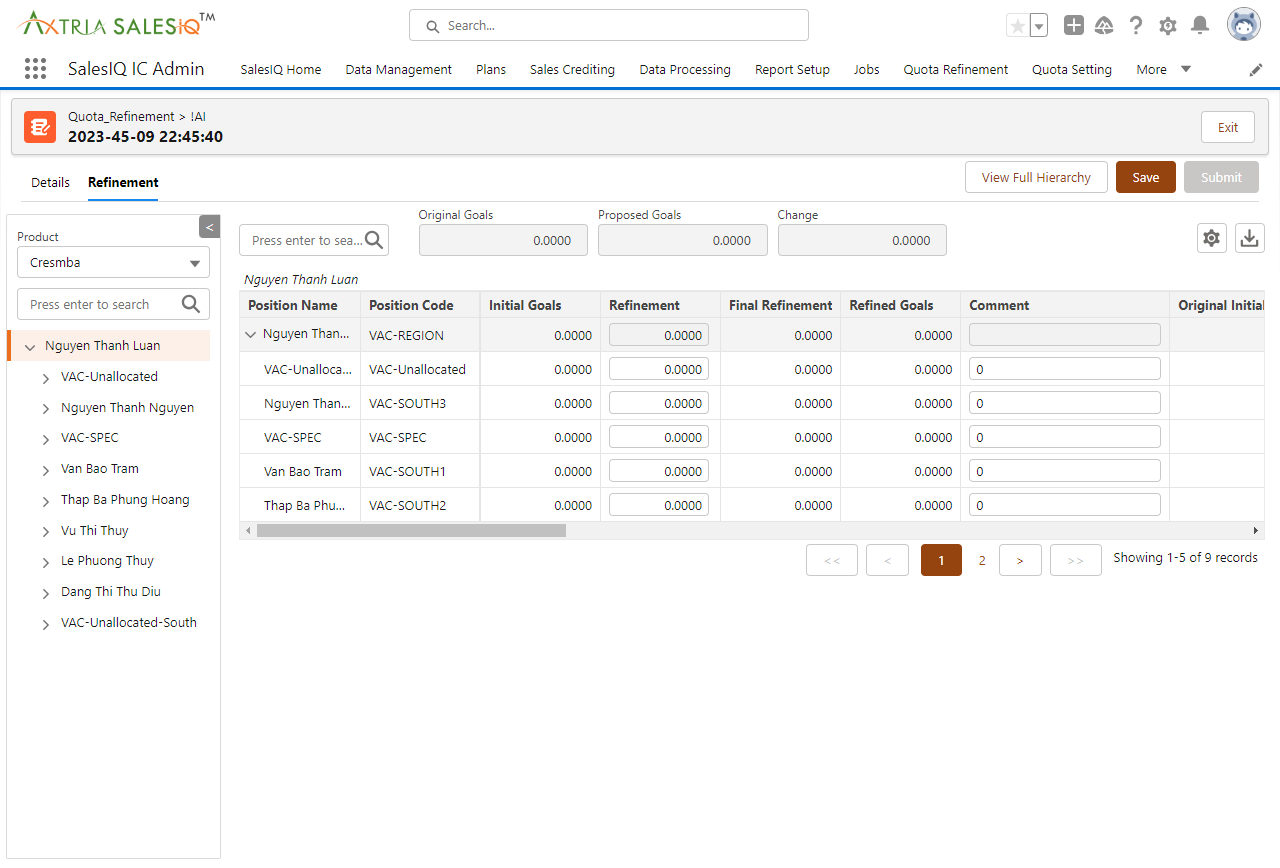 AXTRIA SALESIQ™
Search...
SalesIQ IC Admin
SalesIQ Home
Data Management
Plans
Sales Crediting
Data Processing
Report Setup
Jobs
Quota Refinement
Quota Setting
More
Quota_Refinement > !AI
2023-45-09 22:45:40
Exit
Details
Refinement
View Full Hierarchy
Save
Submit
<
Product
Cresmba
Press enter to search
Nguyen Thanh Luan
VAC-Unallocated
Nguyen Thanh Nguyen
VAC-SPEC
Van Bao Tram
Thap Ba Phung Hoang
Vu Thi Thuy
Le Phuong Thuy
Dang Thi Thu Diu
VAC-Unallocated-South
Press enter to sea...
Original Goals
0.0000
Proposed Goals
0.0000
Change
0.0000
Nguyen Thanh Luan
Position Name Position Code Initial Goals Refinement Final Refinement Refined Goals Comment Original Initial
Nguyen Than... VAC-REGION 0.0000 0.0000 0.0000 0.0000
VAC-Unalloca... VAC-Unallocated 0.0000 0.0000 0.0000 0.0000 0
Nguyen Than... VAC-SOUTH3 0.0000 0.0000 0.0000 0.0000 0
VAC-SPEC VAC-SPEC 0.0000 0.0000 0.0000 0.0000 0
Van Bao Tram VAC-SOUTH1 0.0000 0.0000 0.0000 0.0000 0
Thap Ba Phu... VAC-SOUTH2 0.0000 0.0000 0.0000 0.0000 0
<< < 1 2 > >> Showing 1-5 of 9 records